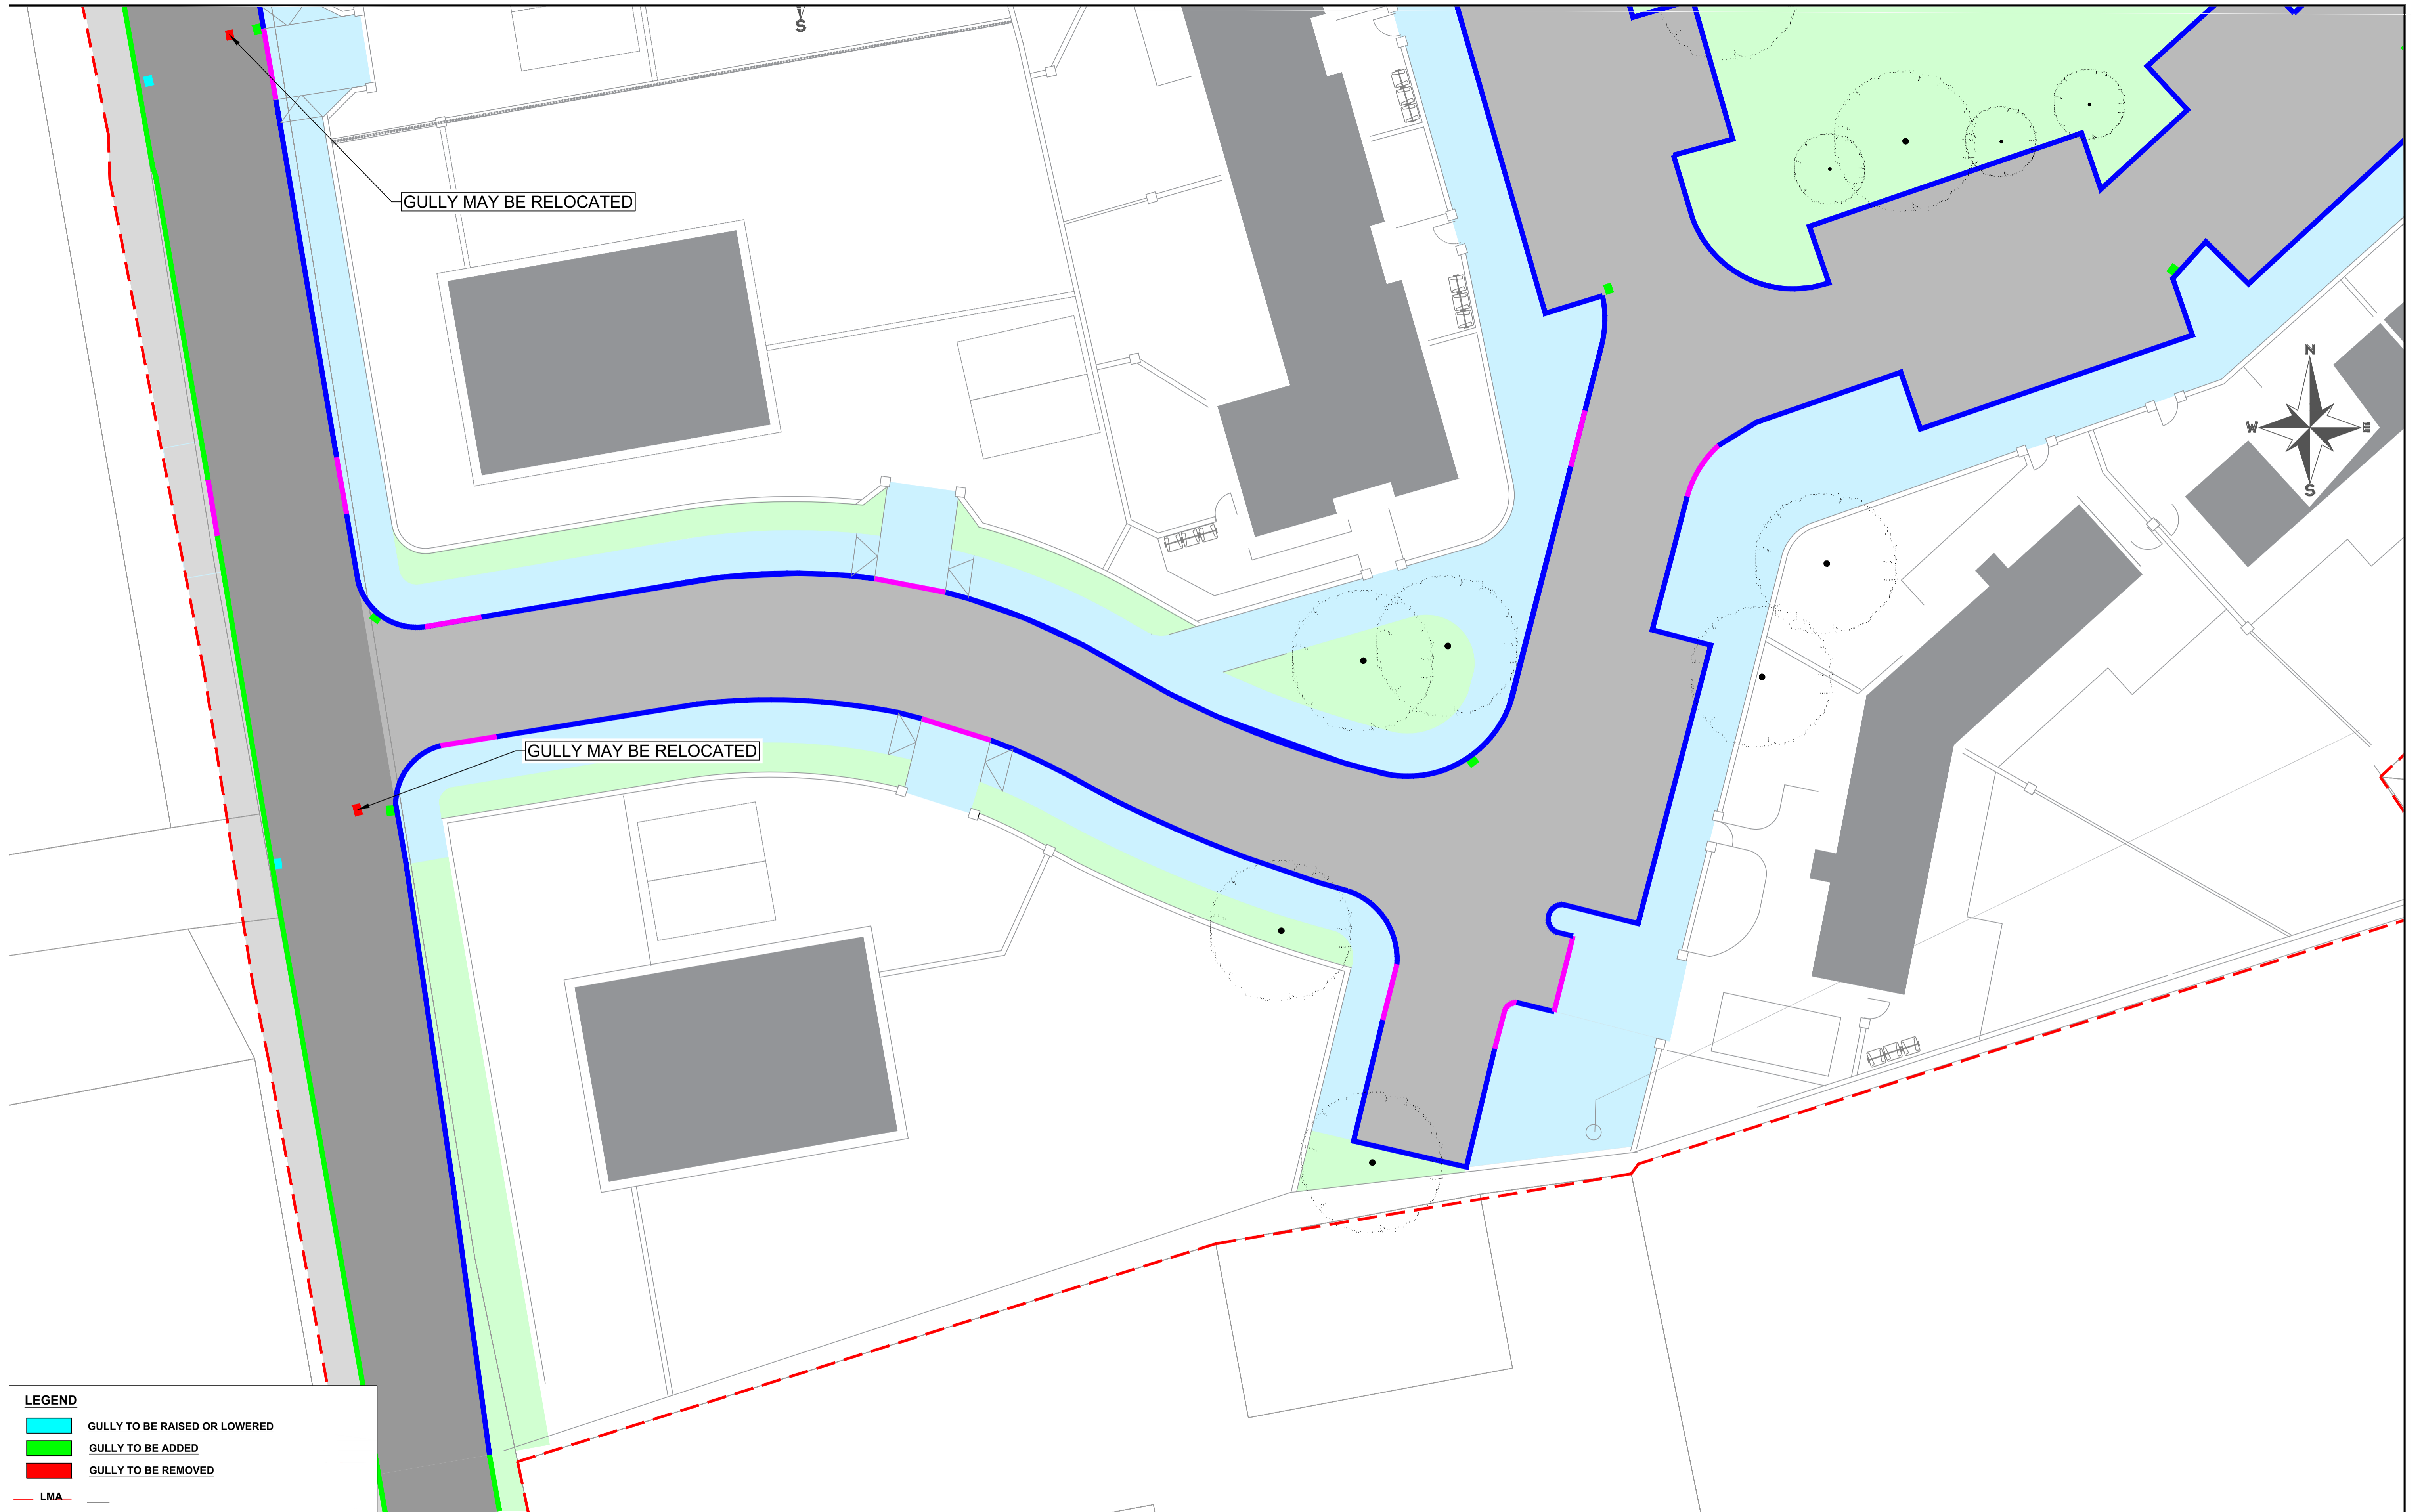 S
GULLY MAY BE RELOCATED
N
W E
S
GULLY MAY BE RELOCATED
LEGEND
GULLY TO BE RAISED OR LOWERED
GULLY TO BE ADDED
GULLY TO BE REMOVED
LMA